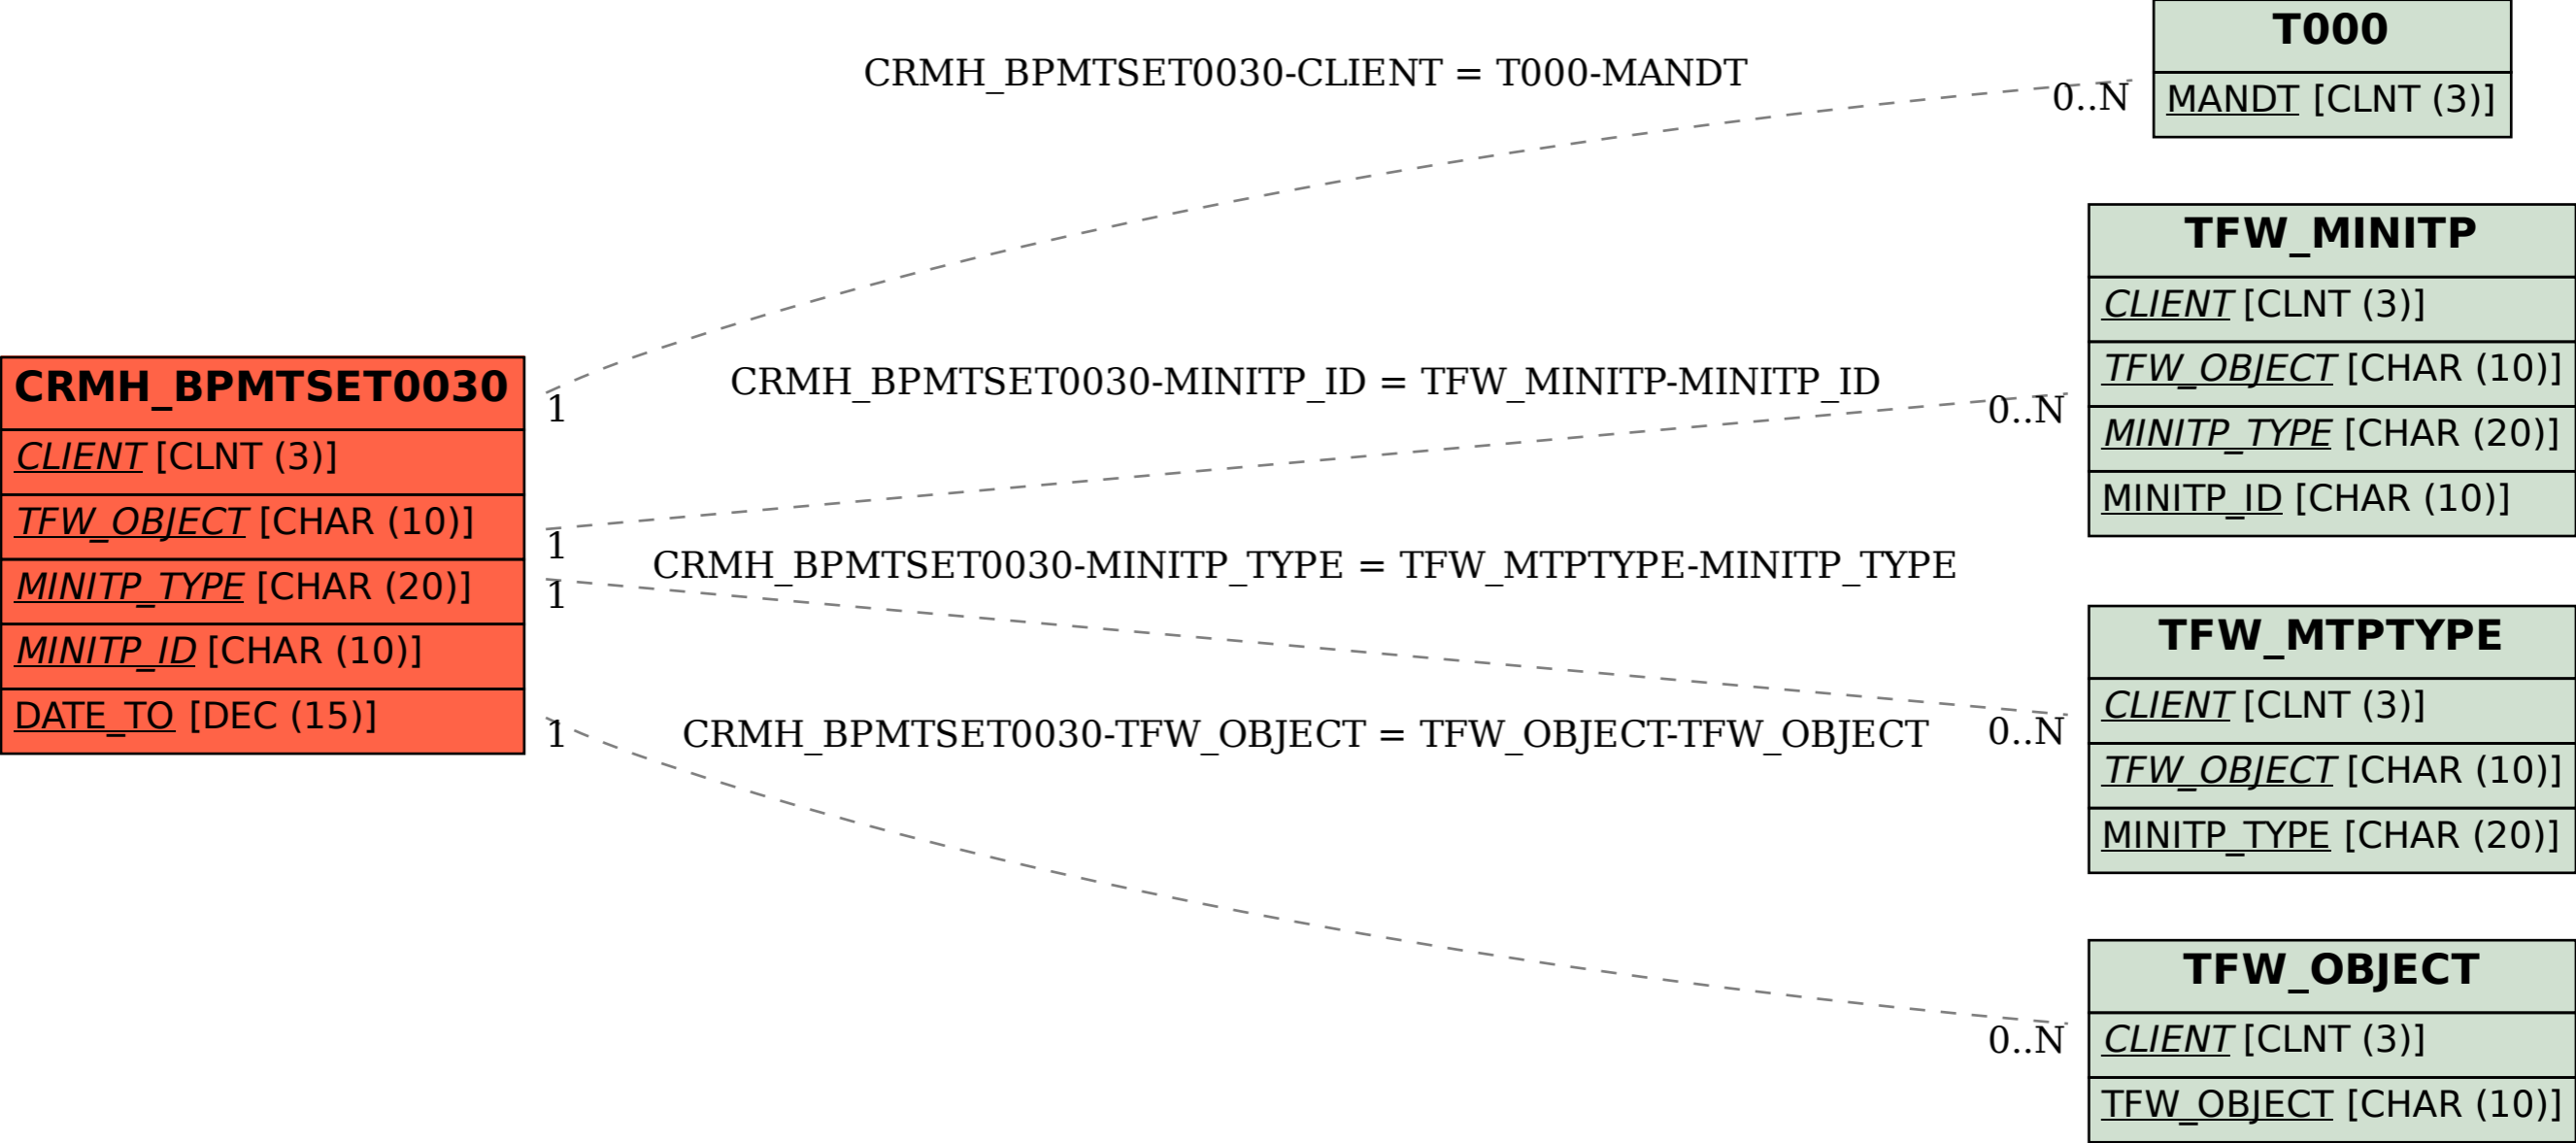 T000
MANDT [CLNT (3)]
CRMH_BPMTSET0030-CLIENT = T000-MANDT
0..N
TFW_MINITP
CLIENT [CLNT (3)]
TFW_OBJECT [CHAR (10)]
MINITP_TYPE [CHAR (20)]
MINITP_ID [CHAR (10)]
CRMH_BPMTSET0030
CLIENT [CLNT (3)]
TFW_OBJECT [CHAR (10)]
MINITP_TYPE [CHAR (20)]
MINITP_ID [CHAR (10)]
DATE_TO [DEC (15)]
1
CRMH_BPMTSET0030-MINITP_ID = TFW_MINITP-MINITP_ID
0..N
1
CRMH_BPMTSET0030-MINITP_TYPE = TFW_MTPTYPE-MINITP_TYPE
1
0..N
TFW_MTPTYPE
CLIENT [CLNT (3)]
TFW_OBJECT [CHAR (10)]
MINITP_TYPE [CHAR (20)]
1
CRMH_BPMTSET0030-TFW_OBJECT = TFW_OBJECT-TFW_OBJECT
0..N
TFW_OBJECT
CLIENT [CLNT (3)]
TFW_OBJECT [CHAR (10)]